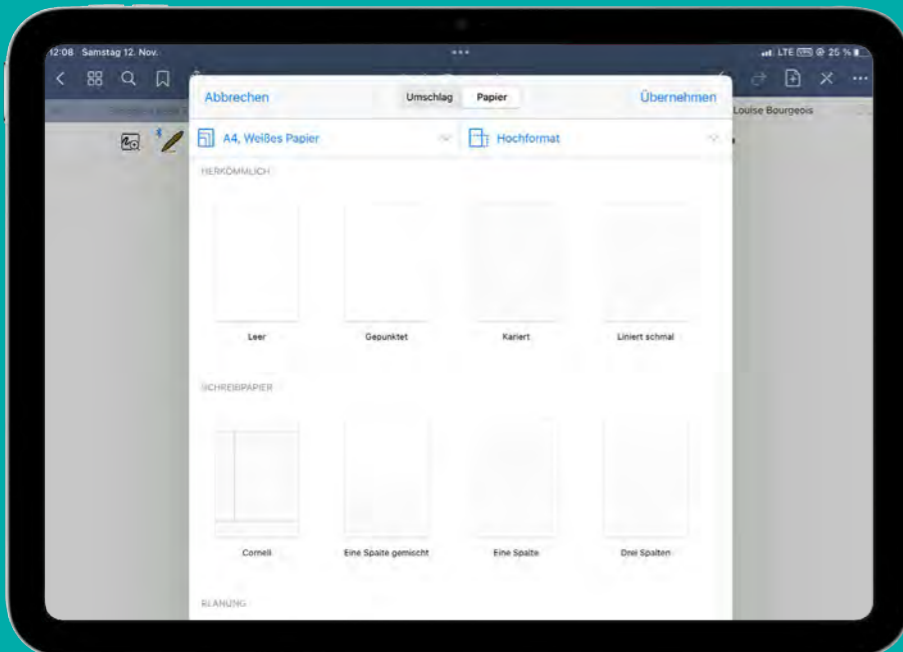 12:08 Samstag 12. Nov.
LTE VPN @ 25 %
Abbrechen Umschlag Papier Übernehmen
Louise Bourgeois
A4, Weißes Papier Hochformat
HERKÖMMLICH
Leer Gepunktet Kariert Liniert schmal
SCHREIBPAPIER
Cornell Eine Spalte gemischt Eine Spalte Drei Spalten
PLANUNG